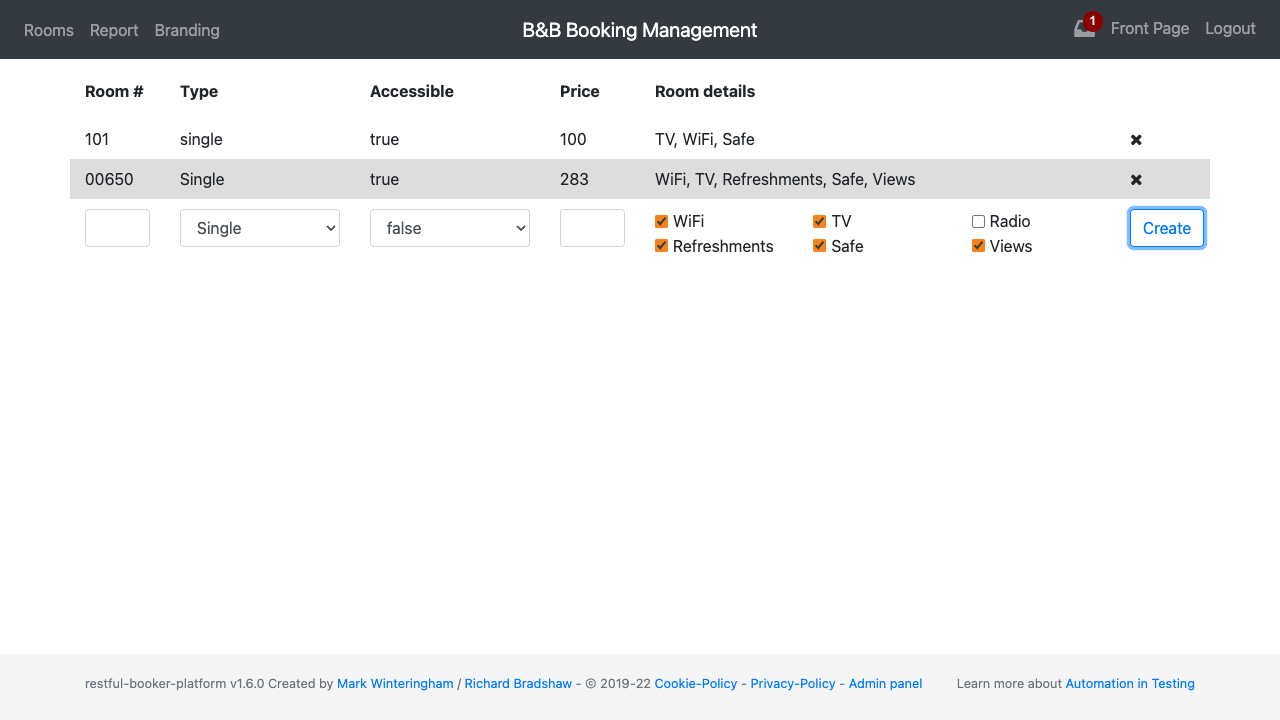 Rooms Report Branding B&B Booking Management 1 Front Page Logout
Room # Type Accessible Price Room details
101 single true 100 TV, WiFi, Safe
00650 Single true 283 WiFi, TV, Refreshments, Safe, Views
Single false WiFi TV Radio Create
Refreshments Safe Views
restful-booker-platform v1.6.0 Created by Mark Winteringham / Richard Bradshaw - © 2019-22 Cookie-Policy - Privacy-Policy - Admin panel Learn more about Automation in Testing